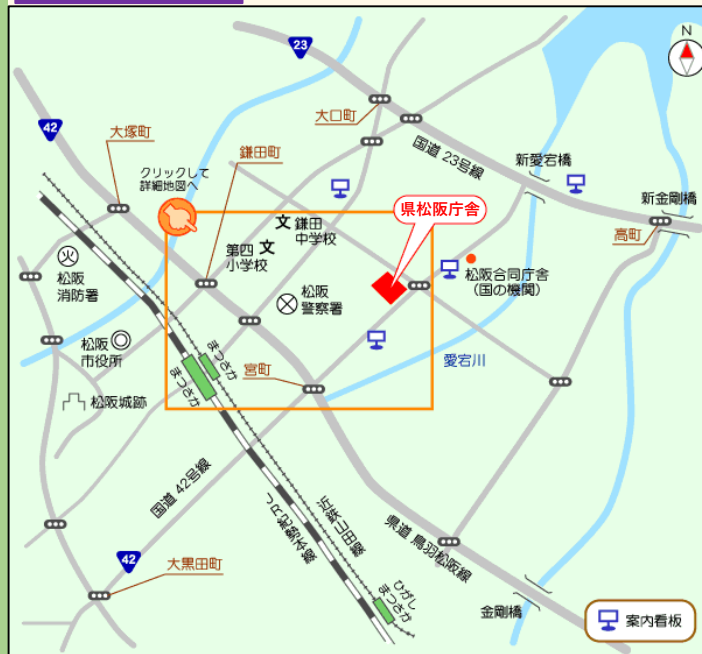 23
N
42
大塚町
大口町
鎌田町
国道 23号線
クリックして
詳細地図へ
新愛宕橋
新金剛橋
県松阪庁舎
文 鎌田
中学校
第四 文
小学校
高町
火
松阪
消防署
松阪
警察署
松阪合同庁舎
(国の機関)
松阪
市役所
まつさか
まつさか
宮町
愛宕川
松阪城跡
国道 42号線
JR紀勢本線
近鉄山田線
県道 鳥羽松阪線
42
大黒田町
ひがし
まつさか
金剛橋
案内看板